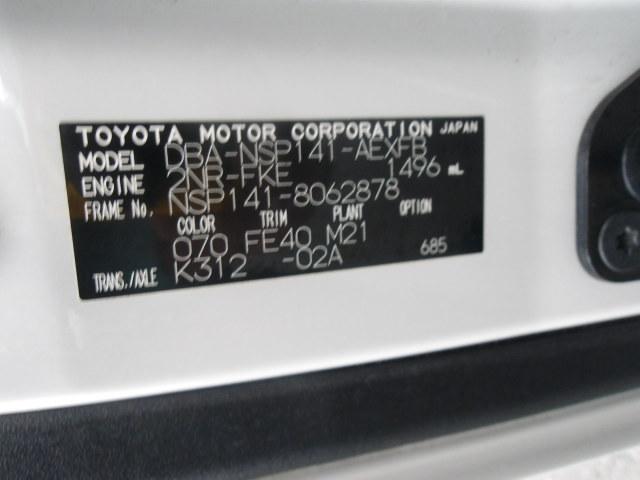 TOYOTA MOTOR CORPORATION JAPAN
MODEL DBA-NSP141-AEXFB
ENGINE 2NR-FKE 1496 mL
FRAME No. NSP141-8062878
COLOR TRIM PLANT OPTION
070 FE40 M21 685
TRANS./AXLE K312 -02A